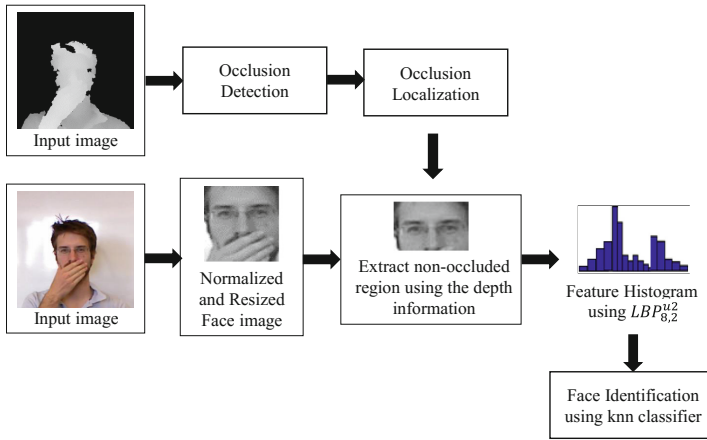 Input image
Occlusion
Detection
Occlusion
Localization
Input image
Normalized
and Resized
Face image
Extract non-occluded
region using the depth
information
Feature Histogram
using LBP^{u2}_{8,2}
Face Identification
using knn classifier